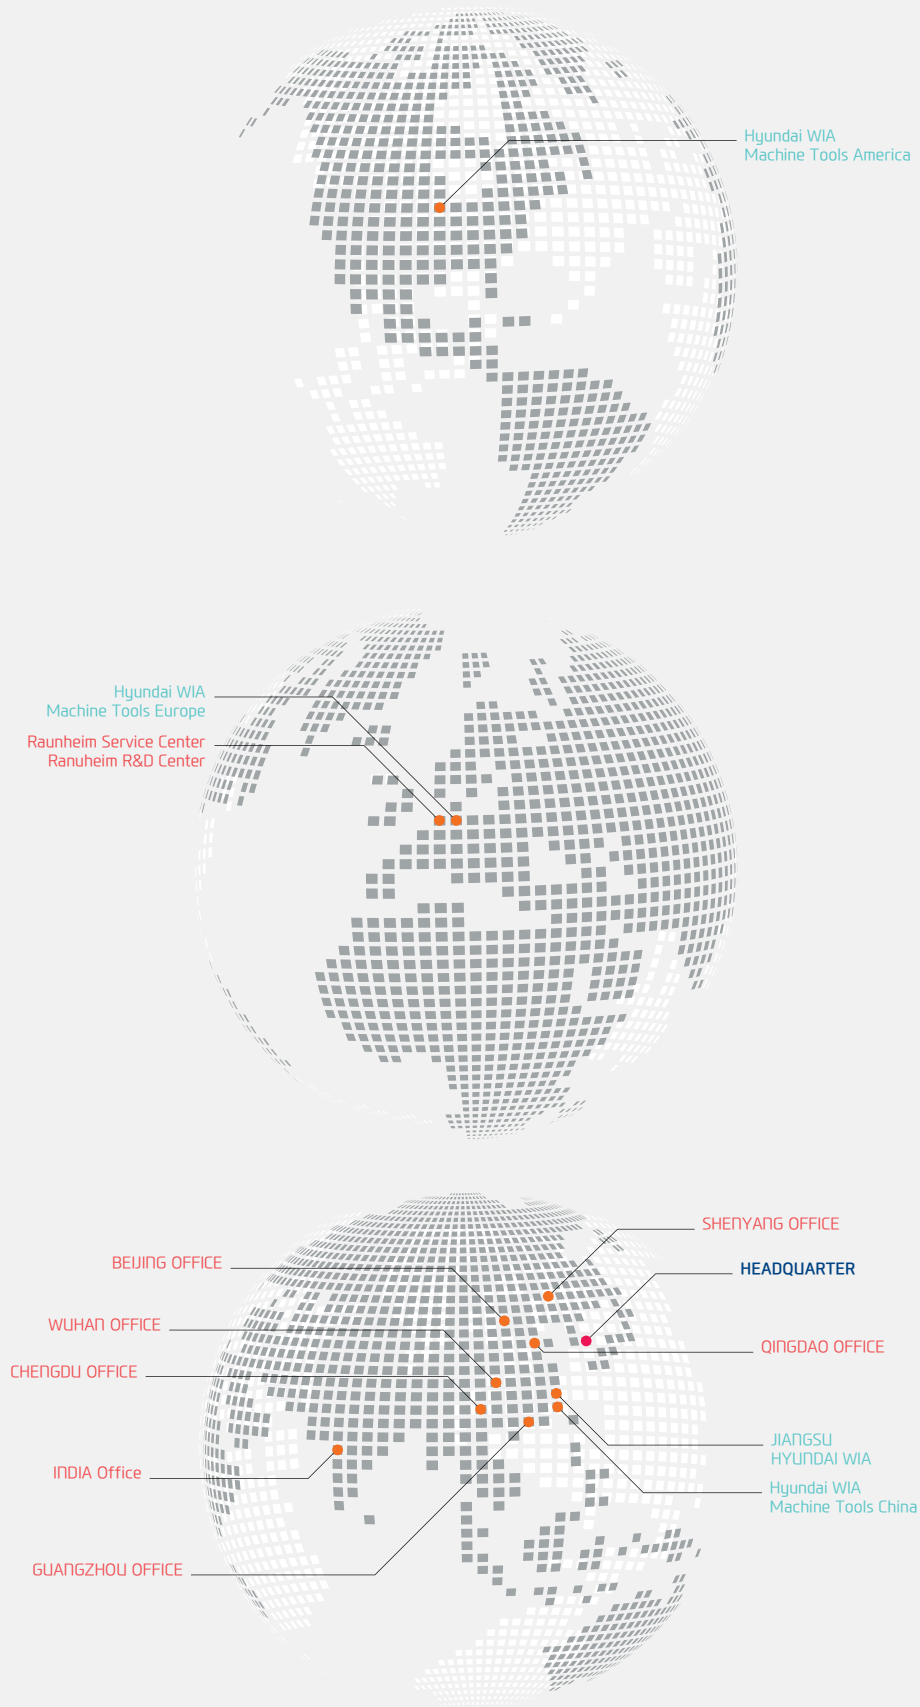 Hyundai WIA
Machine Tools America
Hyundai WIA
Machine Tools Europe
Raunheim Service Center
Ranuheim R&D Center
SHENYANG OFFICE
BEIJING OFFICE
HEADQUARTER
WUHAN OFFICE
QINGDAO OFFICE
CHENGDU OFFICE
JIANGSU
HYUNDAI WIA
INDIA Office
Hyundai WIA
Machine Tools China
GUANGZHOU OFFICE